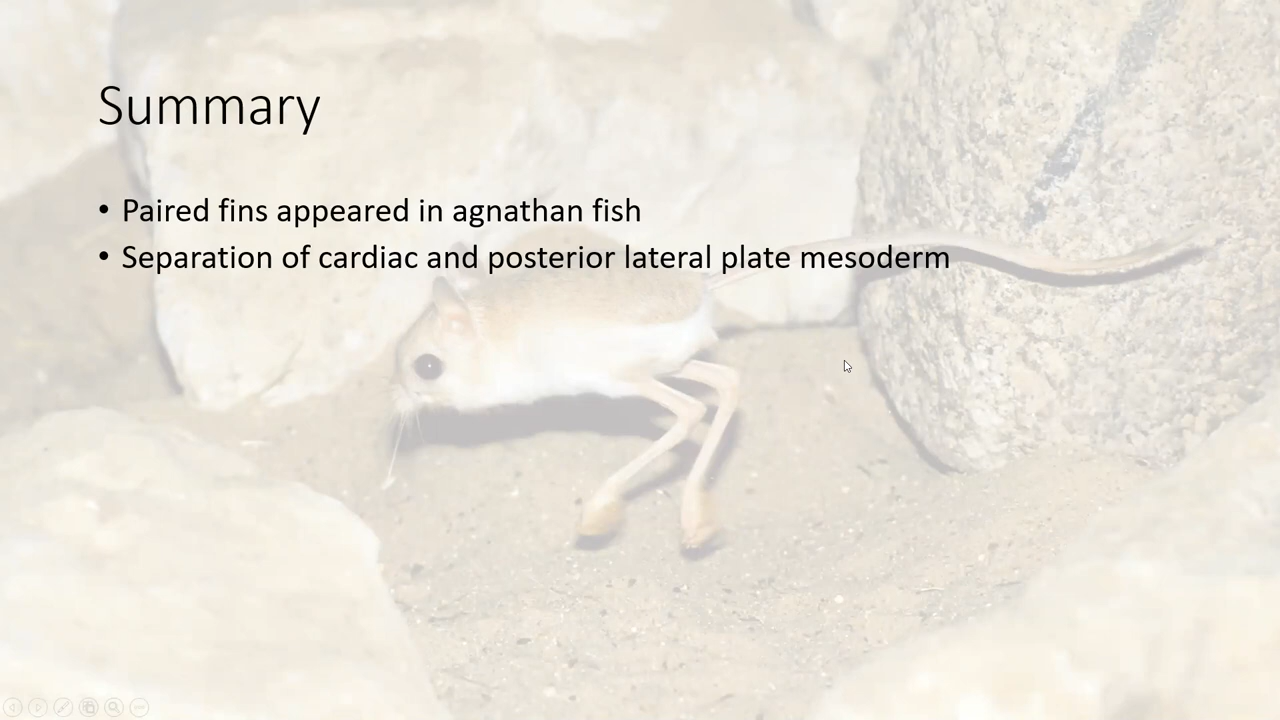 Summary
• Paired fins appeared in agnathan fish
• Separation of cardiac and posterior lateral plate mesoderm